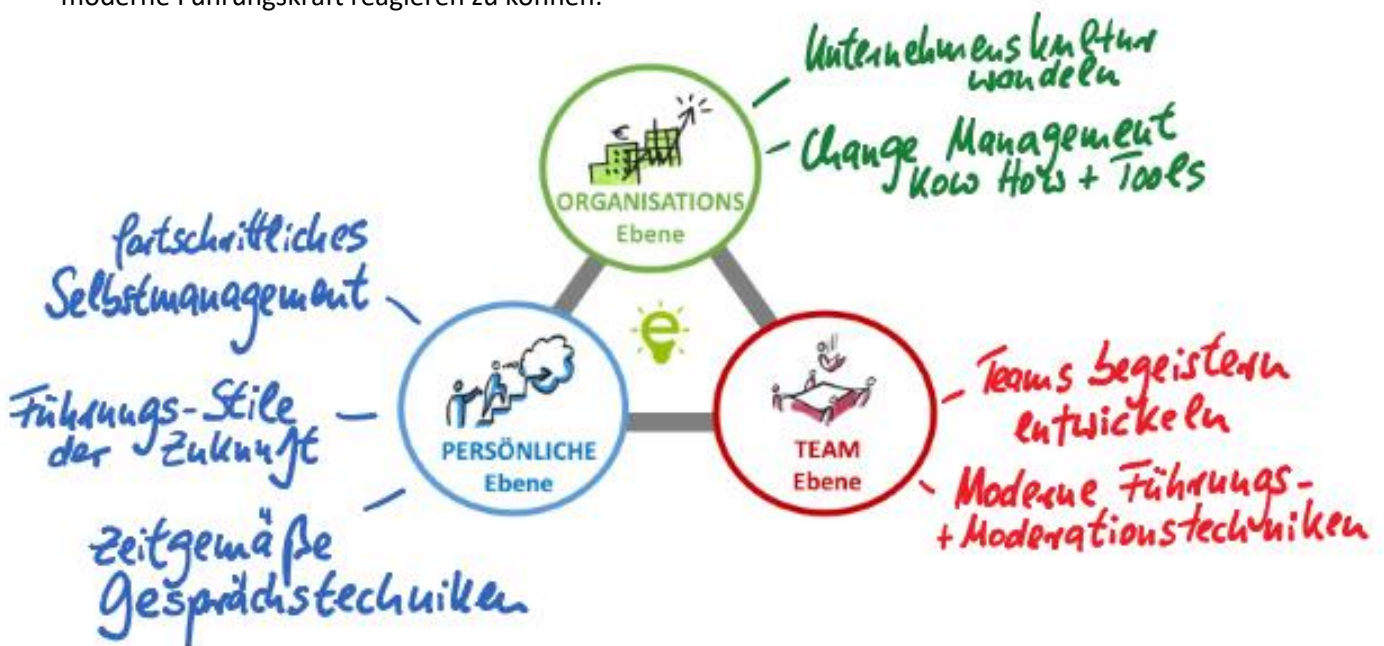 moderne Führungskraft reagieren zu können?
Unternehmenskultur
wandeln
Change Management
Kow How + Tools
€
ORGANISATIONS
Ebene
fortschrittliches
Selbstmanagement
e
Führungs-Stile
der Zukunft
PERSÖNLICHE
Ebene
TEAM
Ebene
Teams begeistern
entwickeln
Moderne Führungs-
+ Moderationstechniken
Zeitgemäße
Gesprächstechniken